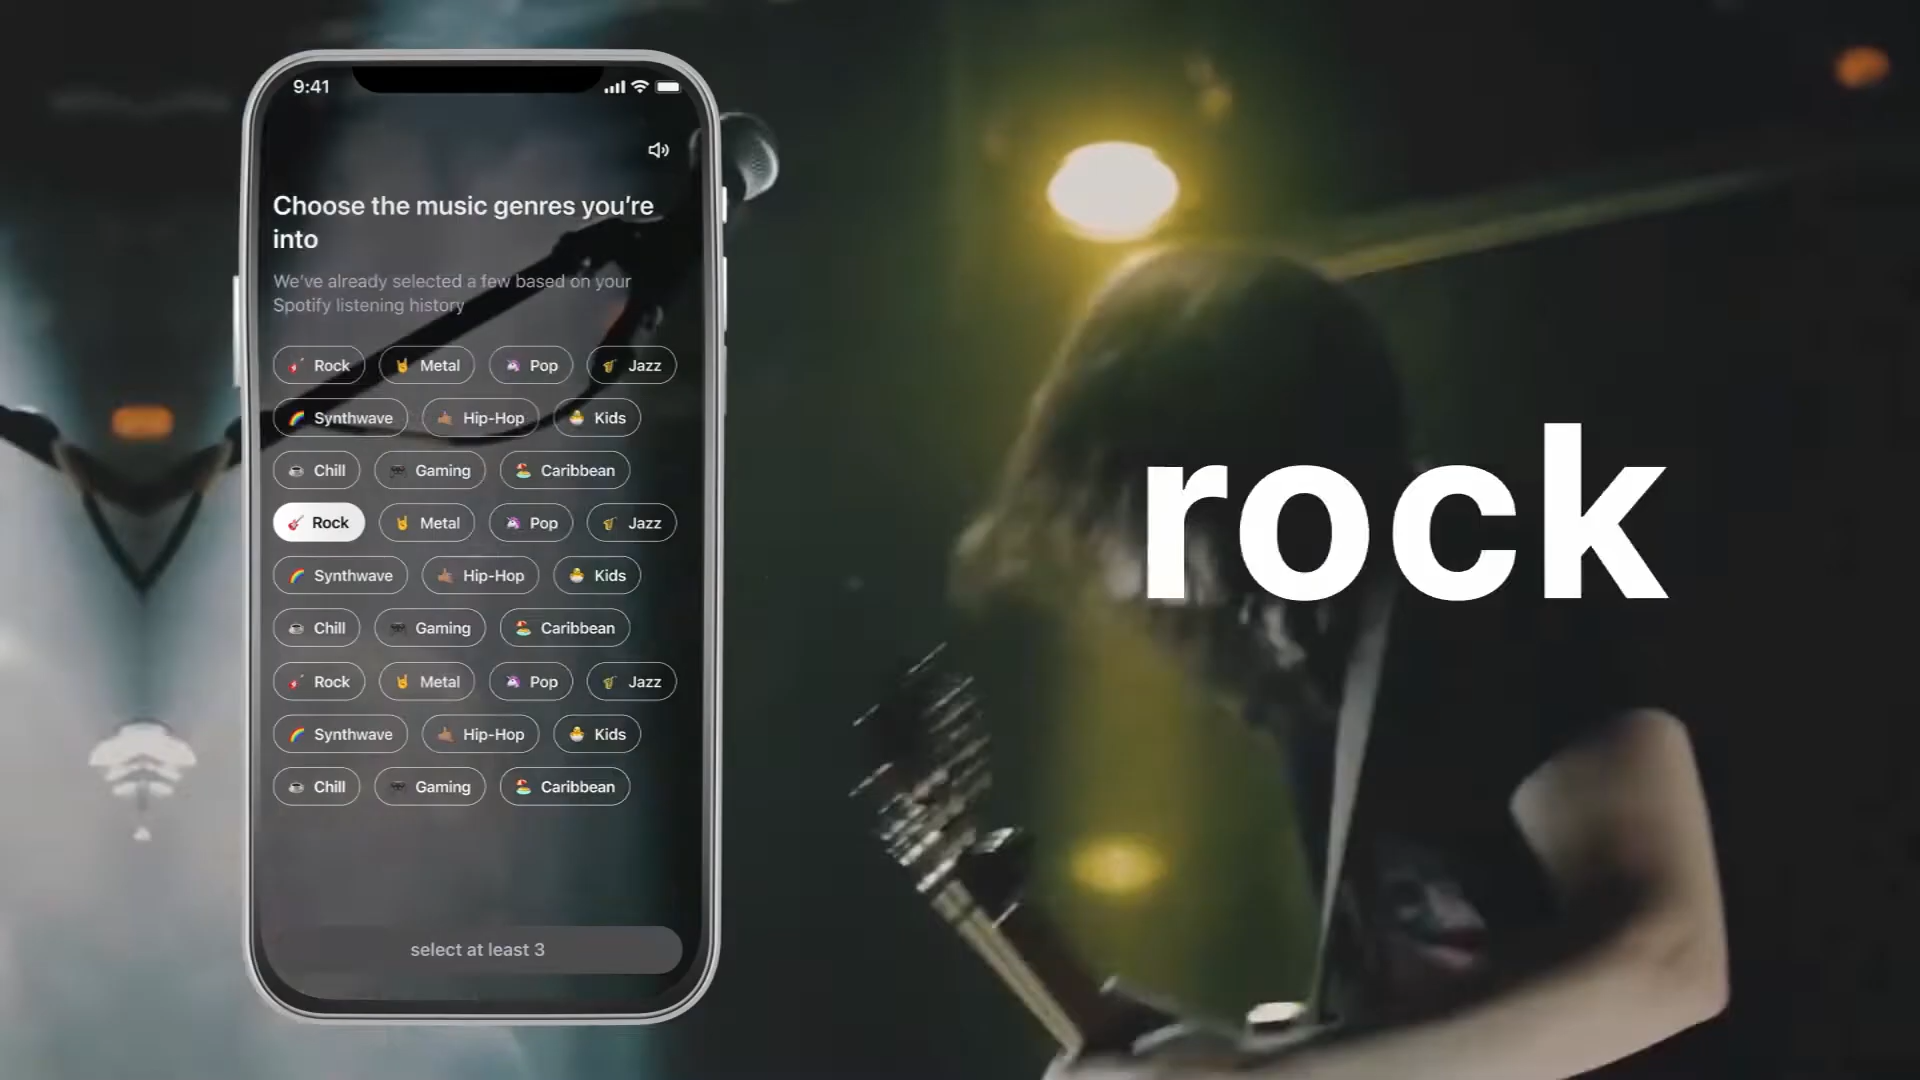 9:41
Choose the music genres you're
into
We've already selected a few based on your
Spotify listening history
Rock Metal Pop Jazz
Synthwave Hip-Hop Kids
Chill Gaming Caribbean
Rock Metal Pop Jazz
Synthwave Hip-Hop Kids
Chill Gaming Caribbean
Rock Metal Pop Jazz
Synthwave Hip-Hop Kids
Chill Gaming Caribbean
select at least 3
rock